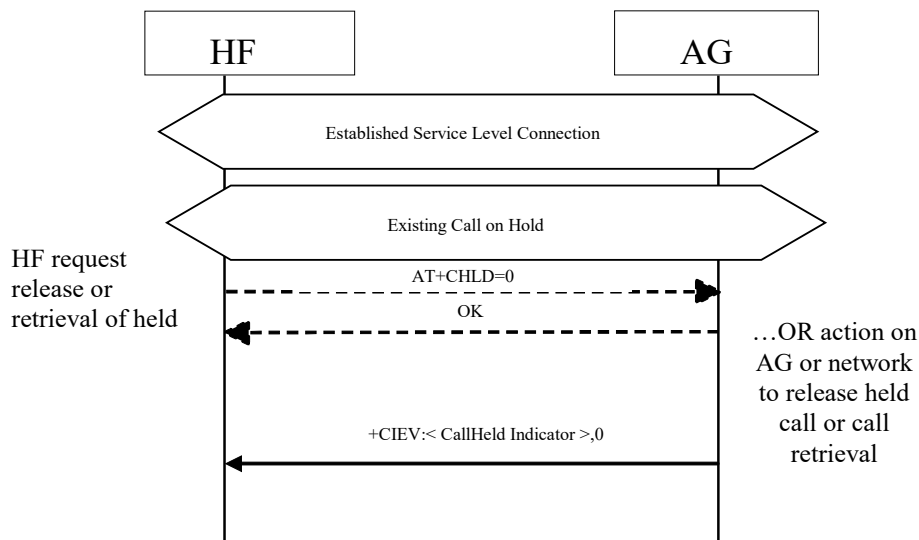 HF
AG
Established Service Level Connection
Existing Call on Hold
HF request
release or
retrieval of held
AT+CHLD=0
OK
…OR action on
AG or network
to release held
call or call
retrieval
+CIEV:< CallHeld Indicator >,0